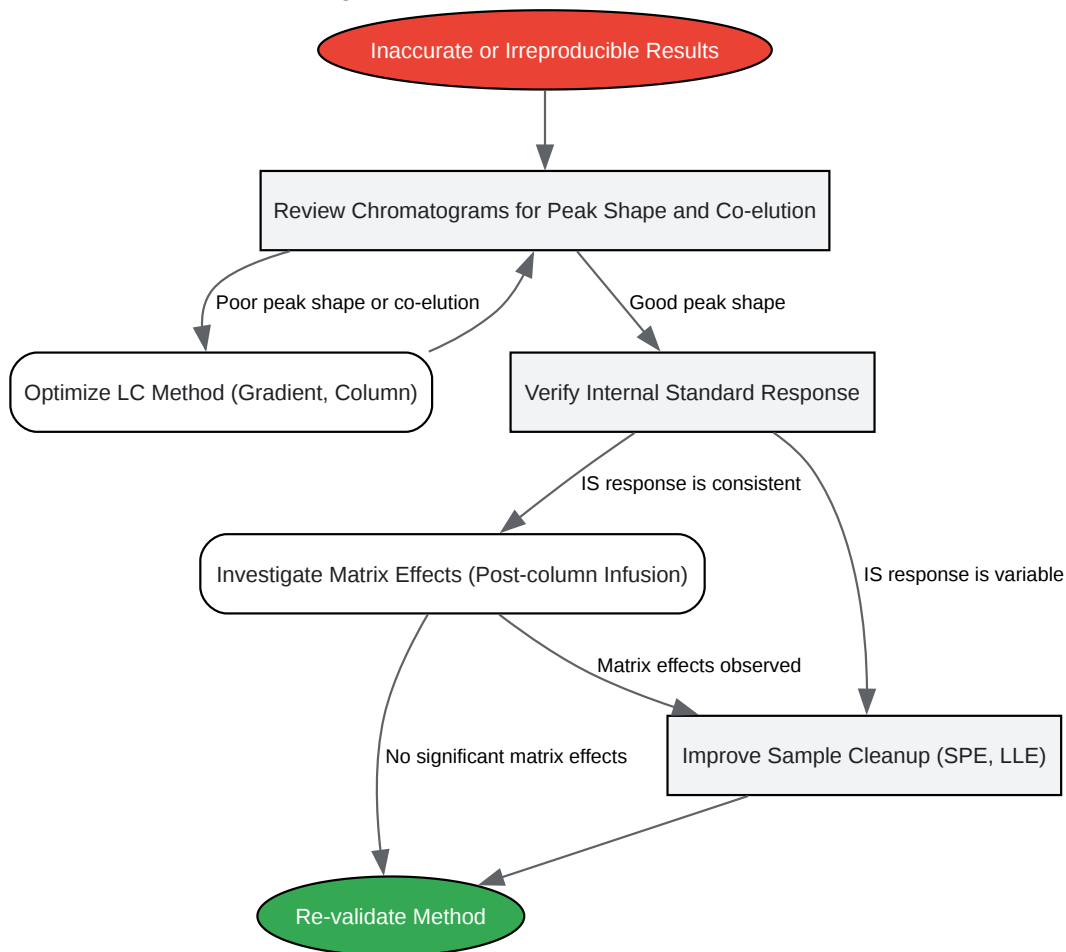 Inaccurate or Irreproducible Results
Review Chromatograms for Peak Shape and Co-elution
Poor peak shape or co-elution
Good peak shape
Optimize LC Method (Gradient, Column)
Verify Internal Standard Response
IS response is consistent
Investigate Matrix Effects (Post-column Infusion)
IS response is variable
Matrix effects observed
No significant matrix effects
Improve Sample Cleanup (SPE, LLE)
Re-validate Method